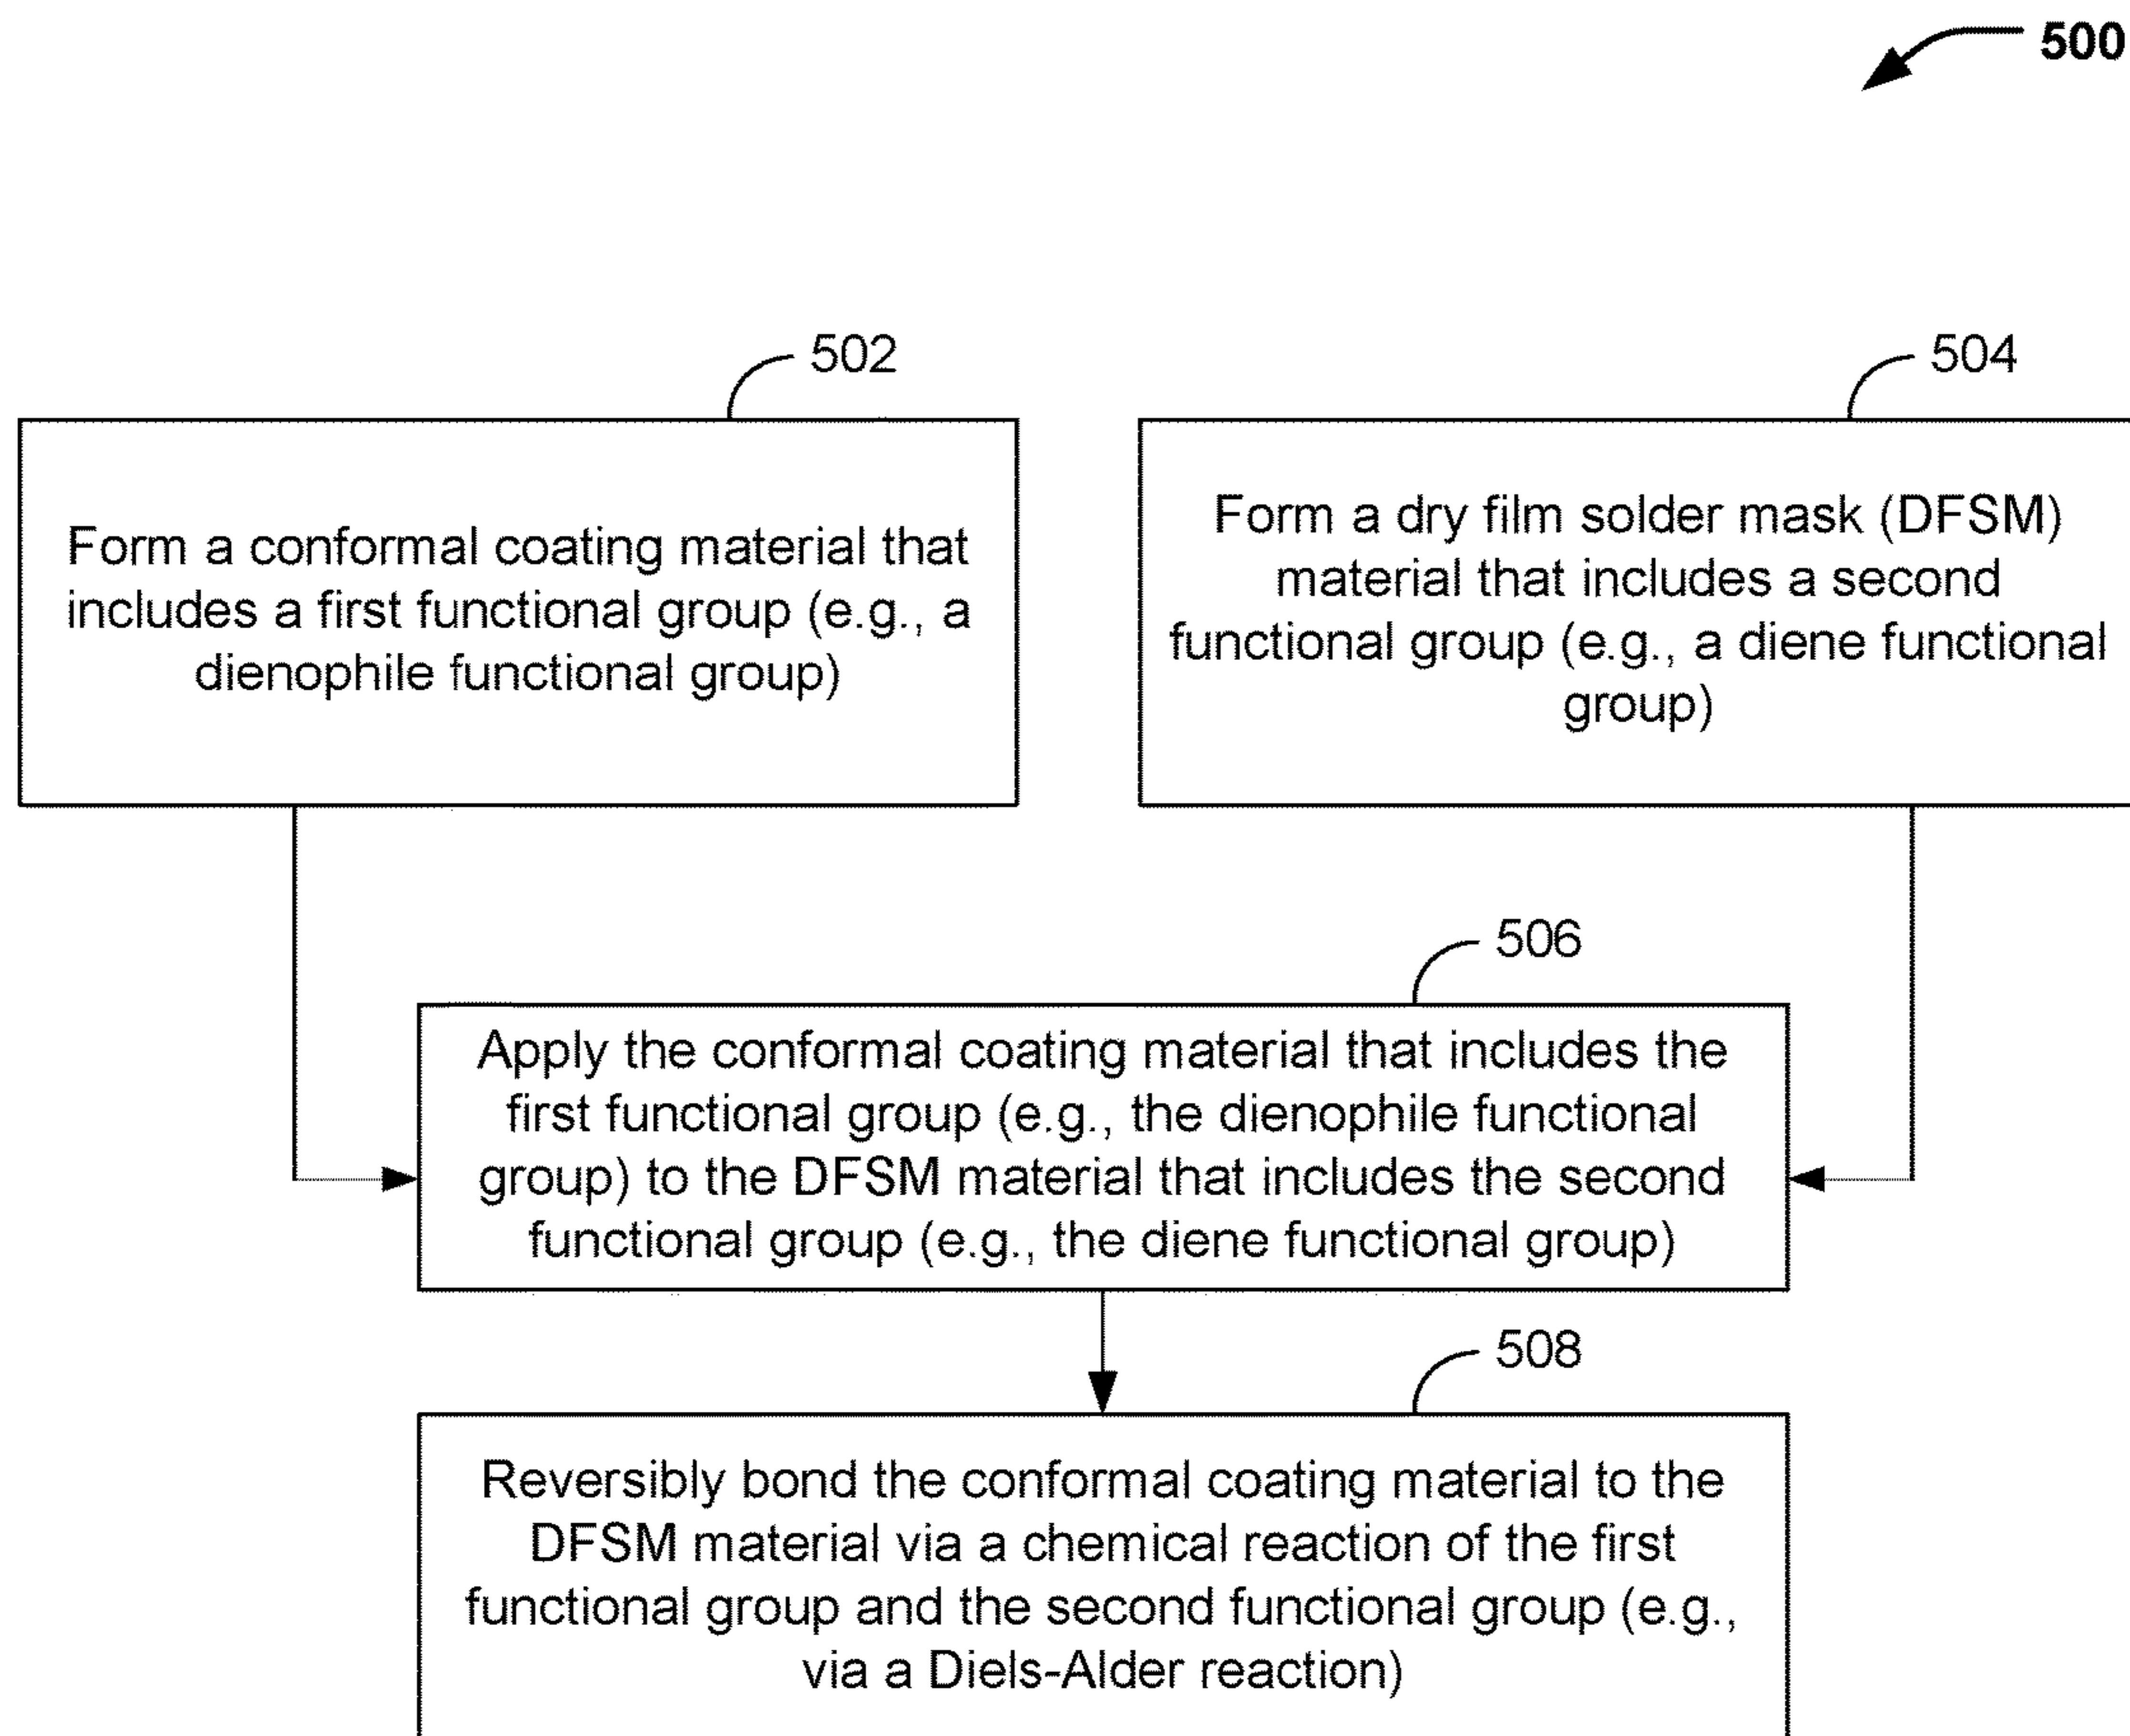 500
502
Form a conformal coating material that
includes a first functional group (e.g., a
dienophile functional group)
504
Form a dry film solder mask (DFSM)
material that includes a second
functional group (e.g., a diene functional
group)
506
Apply the conformal coating material that includes the
first functional group (e.g., the dienophile functional
group) to the DFSM material that includes the second
functional group (e.g., the diene functional group)
508
Reversibly bond the conformal coating material to the
DFSM material via a chemical reaction of the first
functional group and the second functional group (e.g.,
via a Diels-Alder reaction)